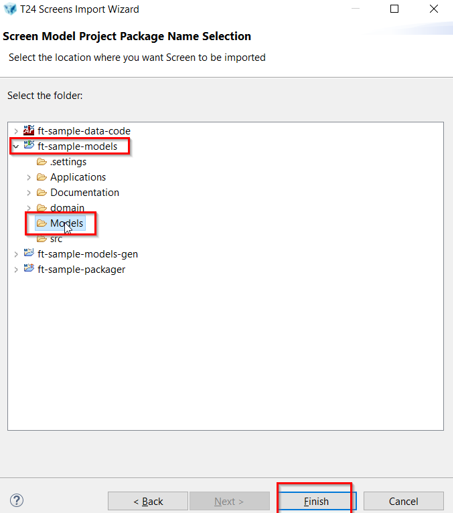 T24 Screens Import Wizard
Screen Model Project Package Name Selection
Select the location where you want Screen to be imported
Select the folder:
ft-sample-data-code
ft-sample-models
.settings
Applications
Documentation
domain
Models
src
ft-sample-models-gen
ft-sample-packager
< Back Next > Finish Cancel